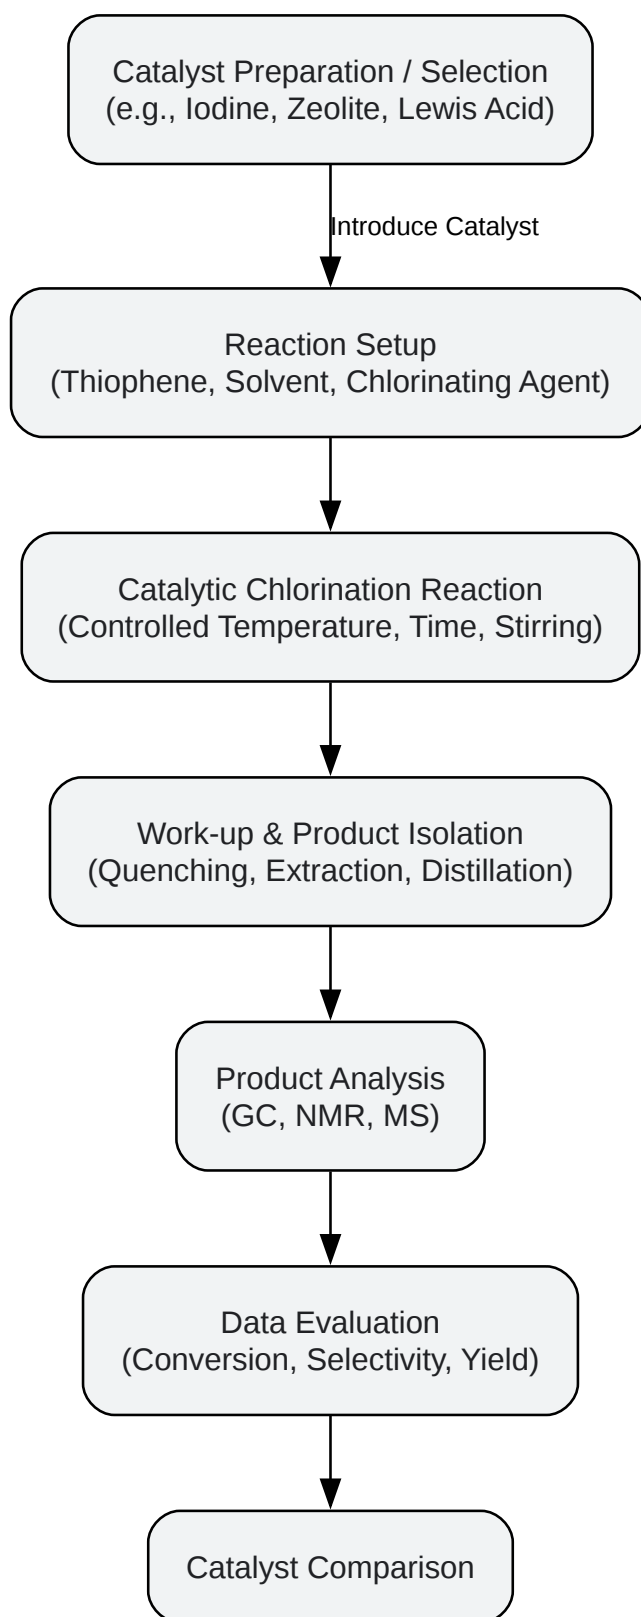 Catalyst Preparation / Selection
(e.g., Iodine, Zeolite, Lewis Acid)
Introduce Catalyst
Reaction Setup
(Thiophene, Solvent, Chlorinating Agent)
Catalytic Chlorination Reaction
(Controlled Temperature, Time, Stirring)
Work-up & Product Isolation
(Quenching, Extraction, Distillation)
Product Analysis
(GC, NMR, MS)
Data Evaluation
(Conversion, Selectivity, Yield)
Catalyst Comparison